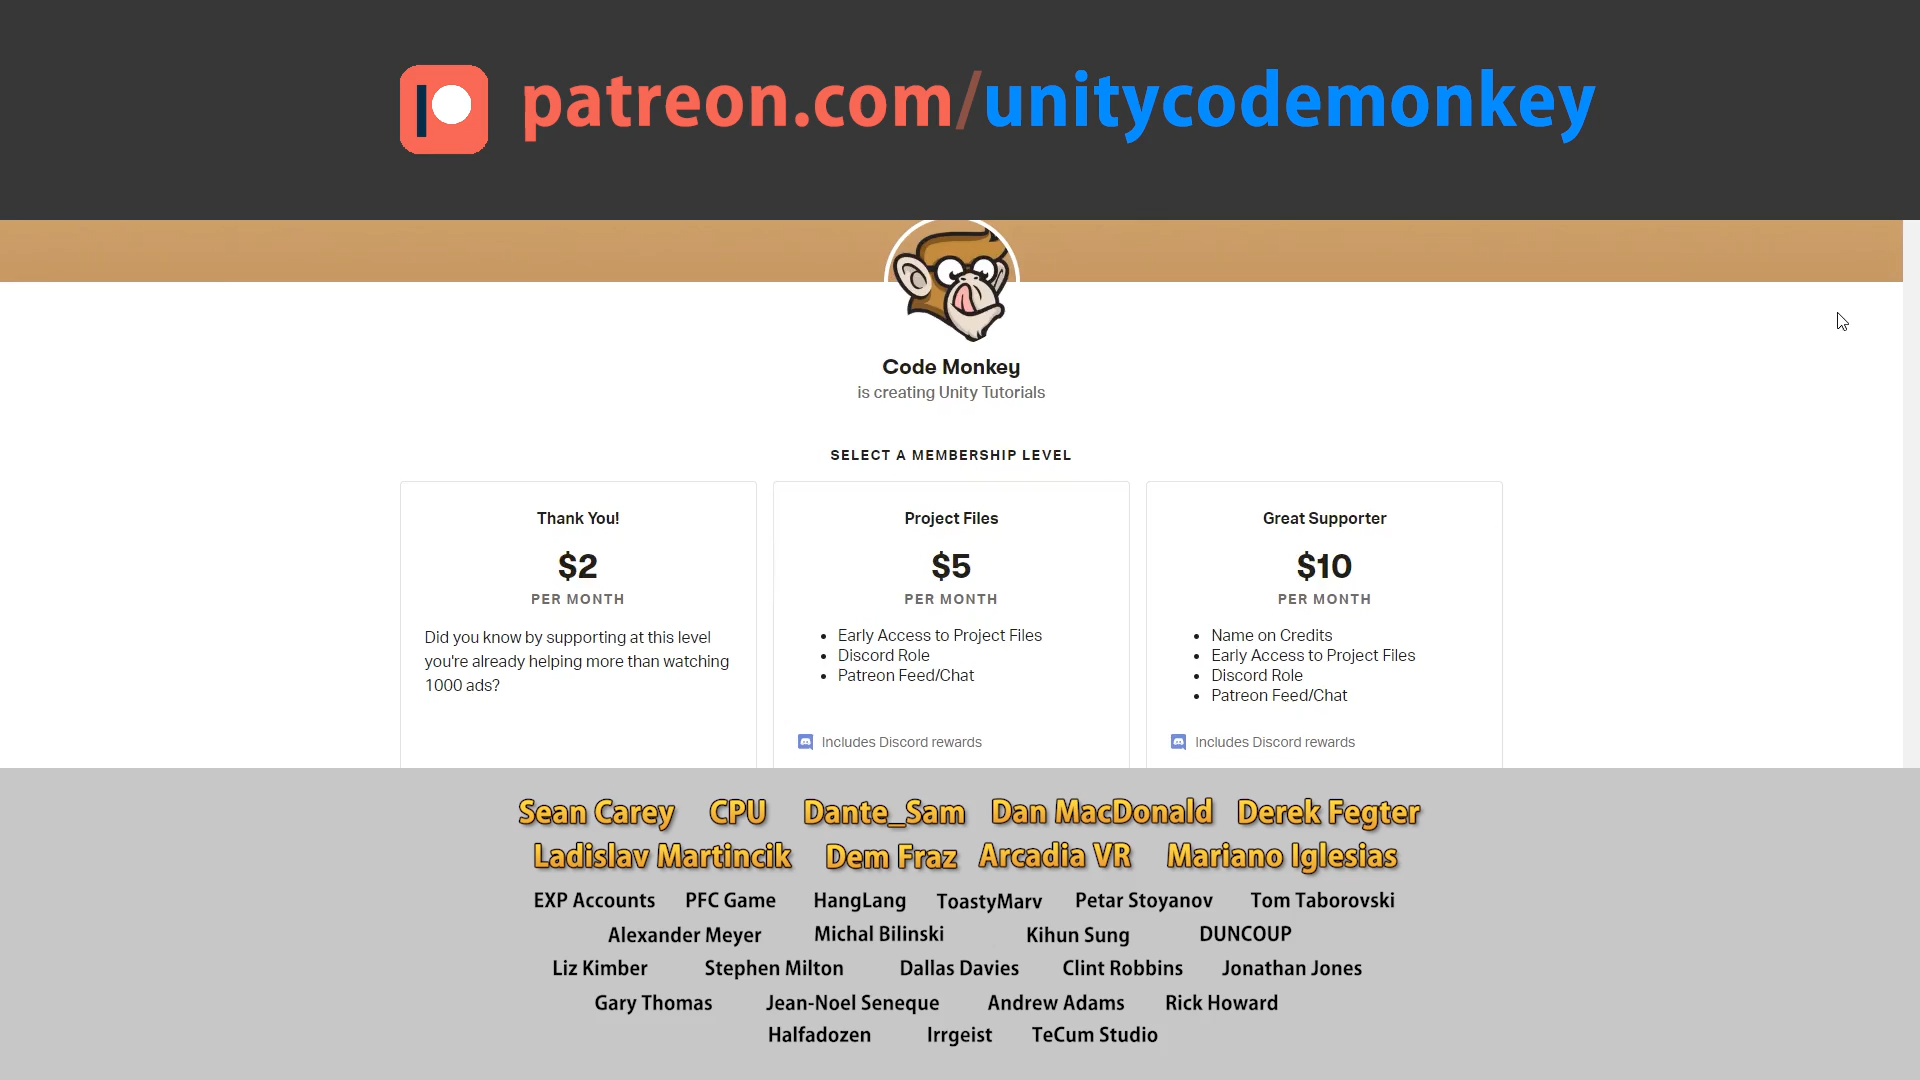 patreon.com/unitycodemonkey
Code Monkey
is creating Unity Tutorials
SELECT A MEMBERSHIP LEVEL
Thank You!
$2
PER MONTH
Did you know by supporting at this level
you're already helping more than watching
1000 ads?
Project Files
$5
PER MONTH
• Early Access to Project Files
• Discord Role
• Patreon Feed/Chat
Includes Discord rewards
Great Supporter
$10
PER MONTH
• Name on Credits
• Early Access to Project Files
• Discord Role
• Patreon Feed/Chat
Includes Discord rewards
Sean Carey CPU Dante_Sam Dan MacDonald Derek Fegter
Ladislav Martincik Dem Fraz Arcadia VR Mariano Iglesias
EXP Accounts PFC Game HangLang ToastyMarv Petar Stoyanov Tom Taborovski
Alexander Meyer Michal Bilinski Kihun Sung DUNCOUP
Liz Kimber Stephen Milton Dallas Davies Clint Robbins Jonathan Jones
Gary Thomas Jean-Noel Seneque Andrew Adams Rick Howard
Halfadozen Irrgeist TeCum Studio